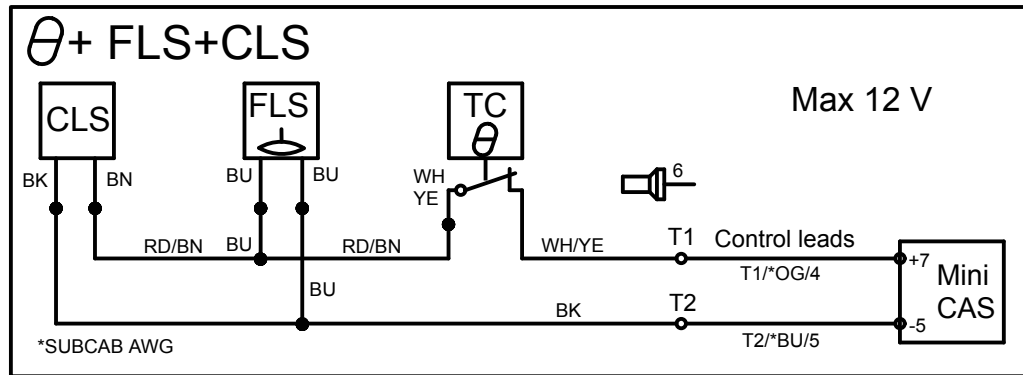 θ+ FLS+CLS
CLS
FLS
TC
θ
Max 12 V
BK
BN
BU
BU
WH
YE
6
RD/BN
BU
RD/BN
WH/YE
T1
Control leads
T1/*OG/4
+7
Mini
CAS
BU
BK
T2
-5
T2/*BU/5
*SUBCAB AWG